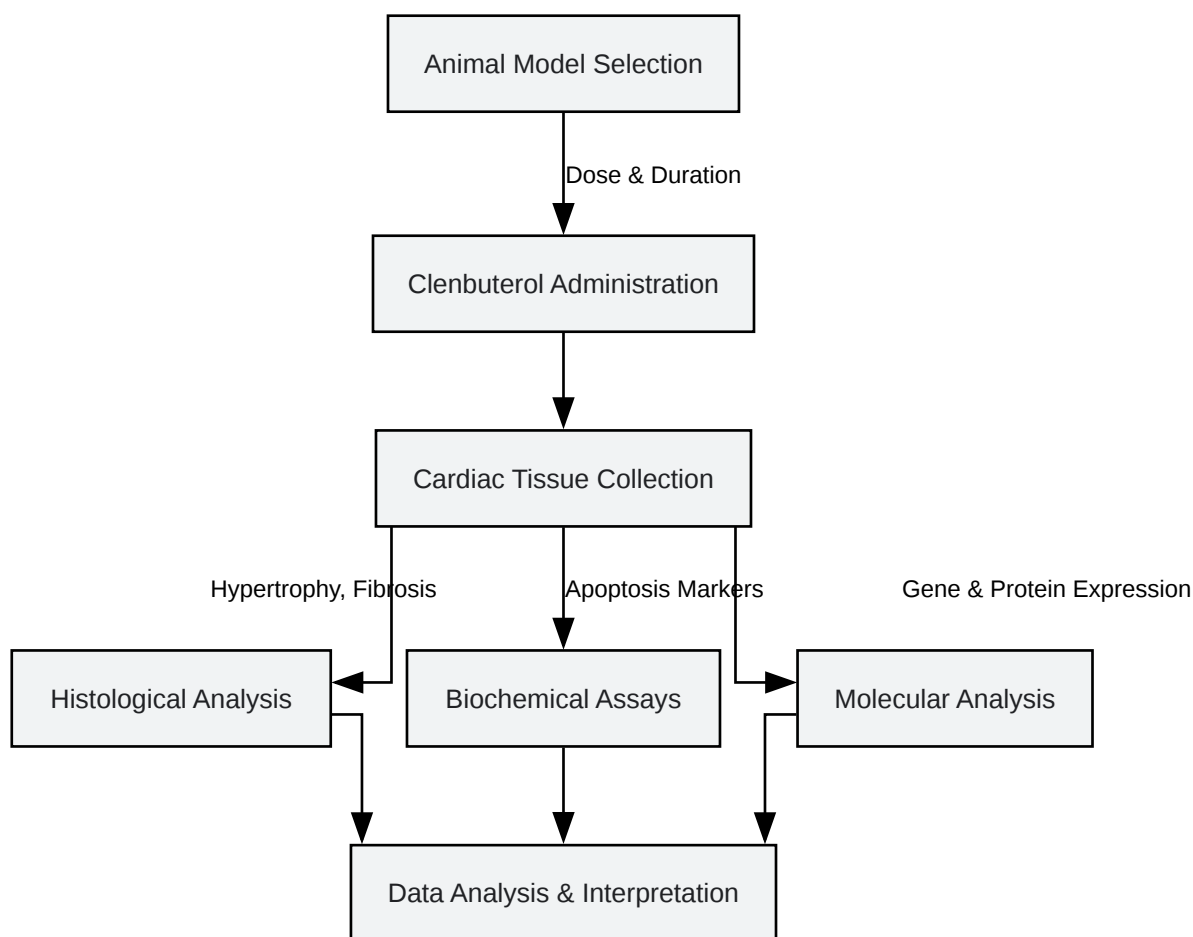 Animal Model Selection
Dose & Duration
Clenbuterol Administration
Cardiac Tissue Collection
Hypertrophy, Fibrosis
Apoptosis Markers
Gene & Protein Expression
Histological Analysis
Biochemical Assays
Molecular Analysis
Data Analysis & Interpretation